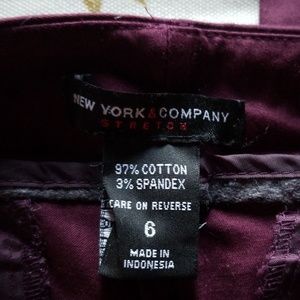 NEW YORK & COMPANY
STRETCH
97% COTTON
3% SPANDEX
CARE ON REVERSE
6
MADE IN
INDONESIA